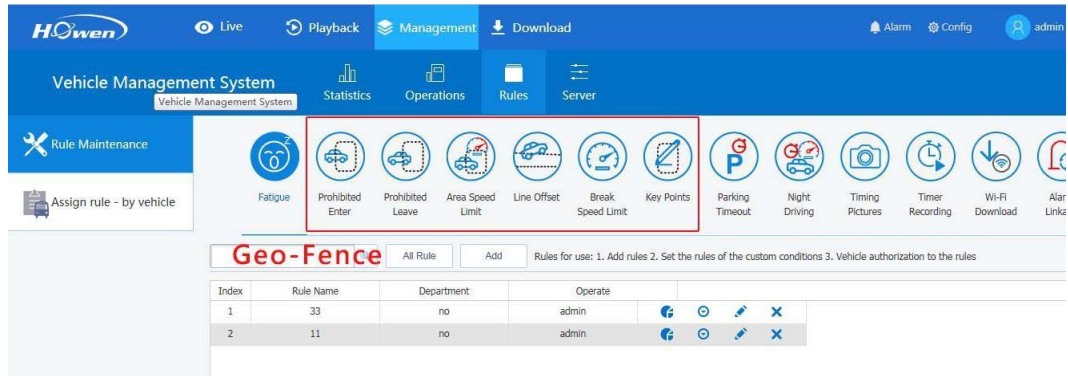 Howen
Live
Playback
Management
Download
Alarm
Config
admin
Vehicle Management System
Vehicle Management System
Statistics
Operations
Rules
Server
Rule Maintenance
Assign rule - by vehicle
Fatigue
Prohibited
Enter
Prohibited
Leave
Area Speed
Limit
Line Offset
Break
Speed Limit
Key Points
P
Parking
Timeout
Night
Driving
Timing
Pictures
Timer
Recording
Wi-Fi
Download
Alar
Linka
Geo-Fence
All Rule
Add
Rules for use: 1. Add rules 2. Set the rules of the custom conditions 3. Vehicle authorization to the rules
Index Rule Name Department Operate
1 33 no admin
2 11 no admin